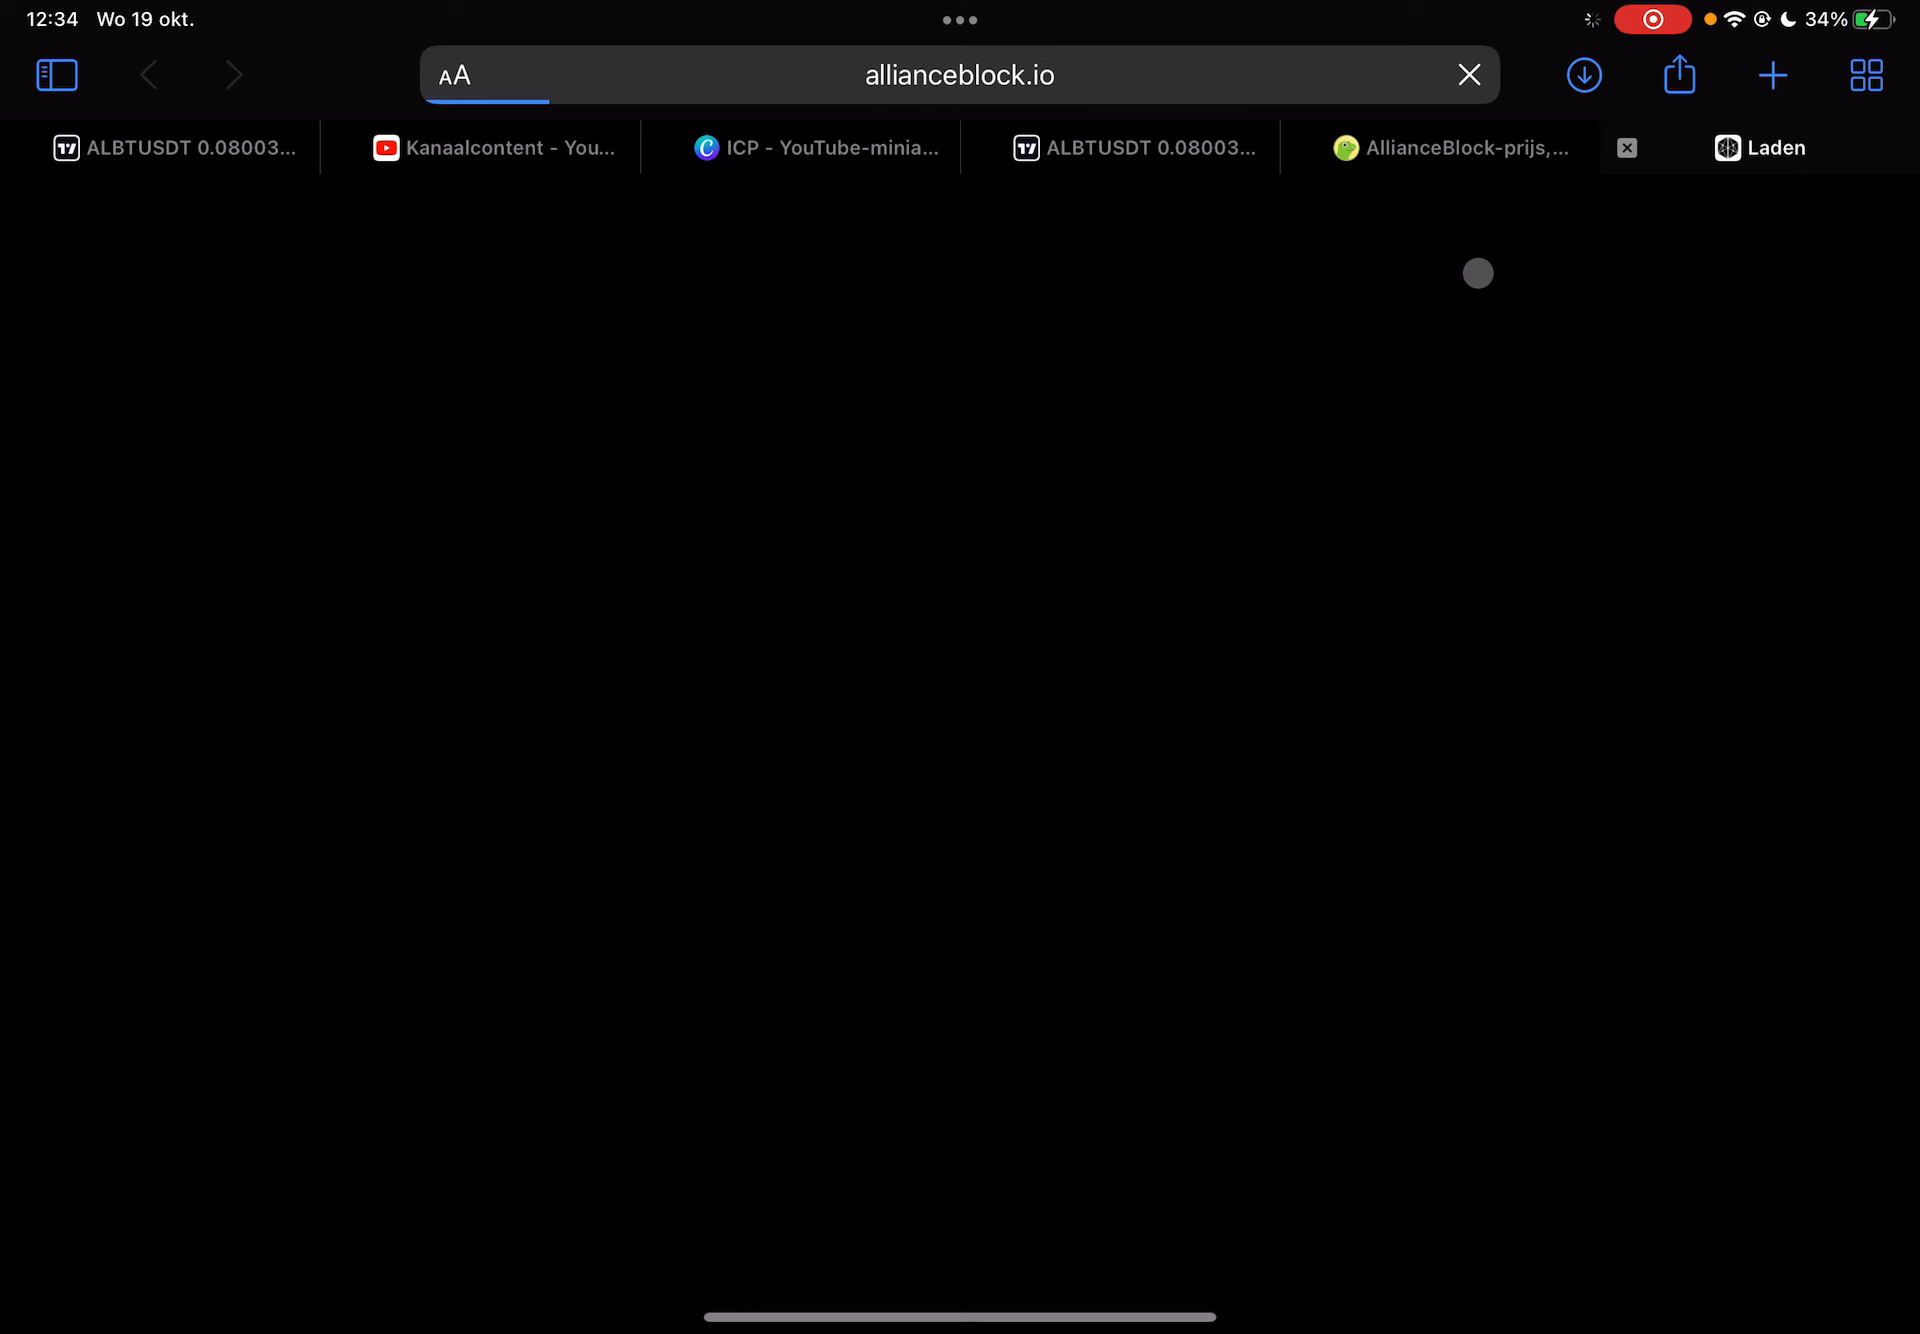 12:34 Wo 19 okt.
34%
AA allianceblock.io
ALBTUSDT 0.08003...
Kanaalcontent - You...
ICP - YouTube-minia...
ALBTUSDT 0.08003...
AllianceBlock-prijs,...
Laden